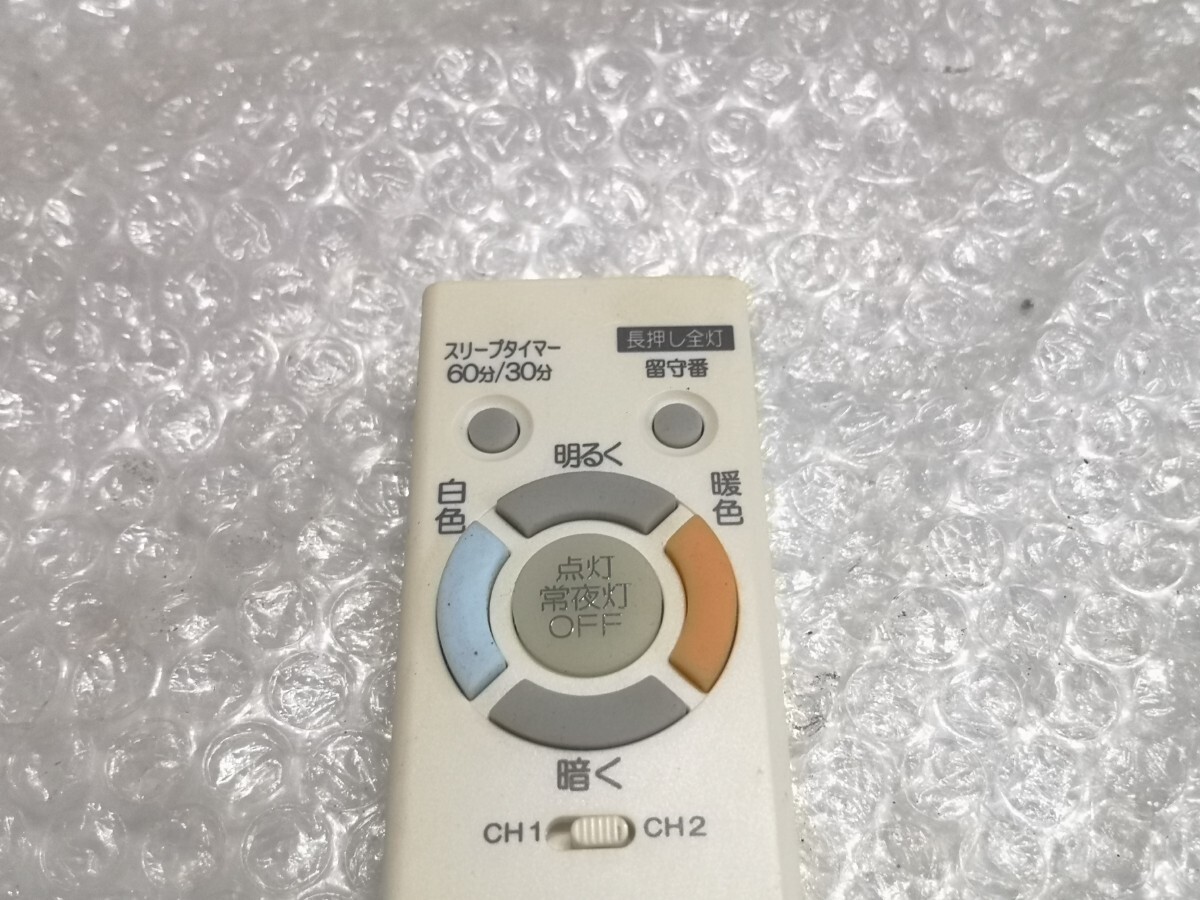 スリープタイマー
60分/30分
長押し全灯
留守番
明るく
白色
暖色
点灯
常夜灯
OFF
暗く
CH1
CH2